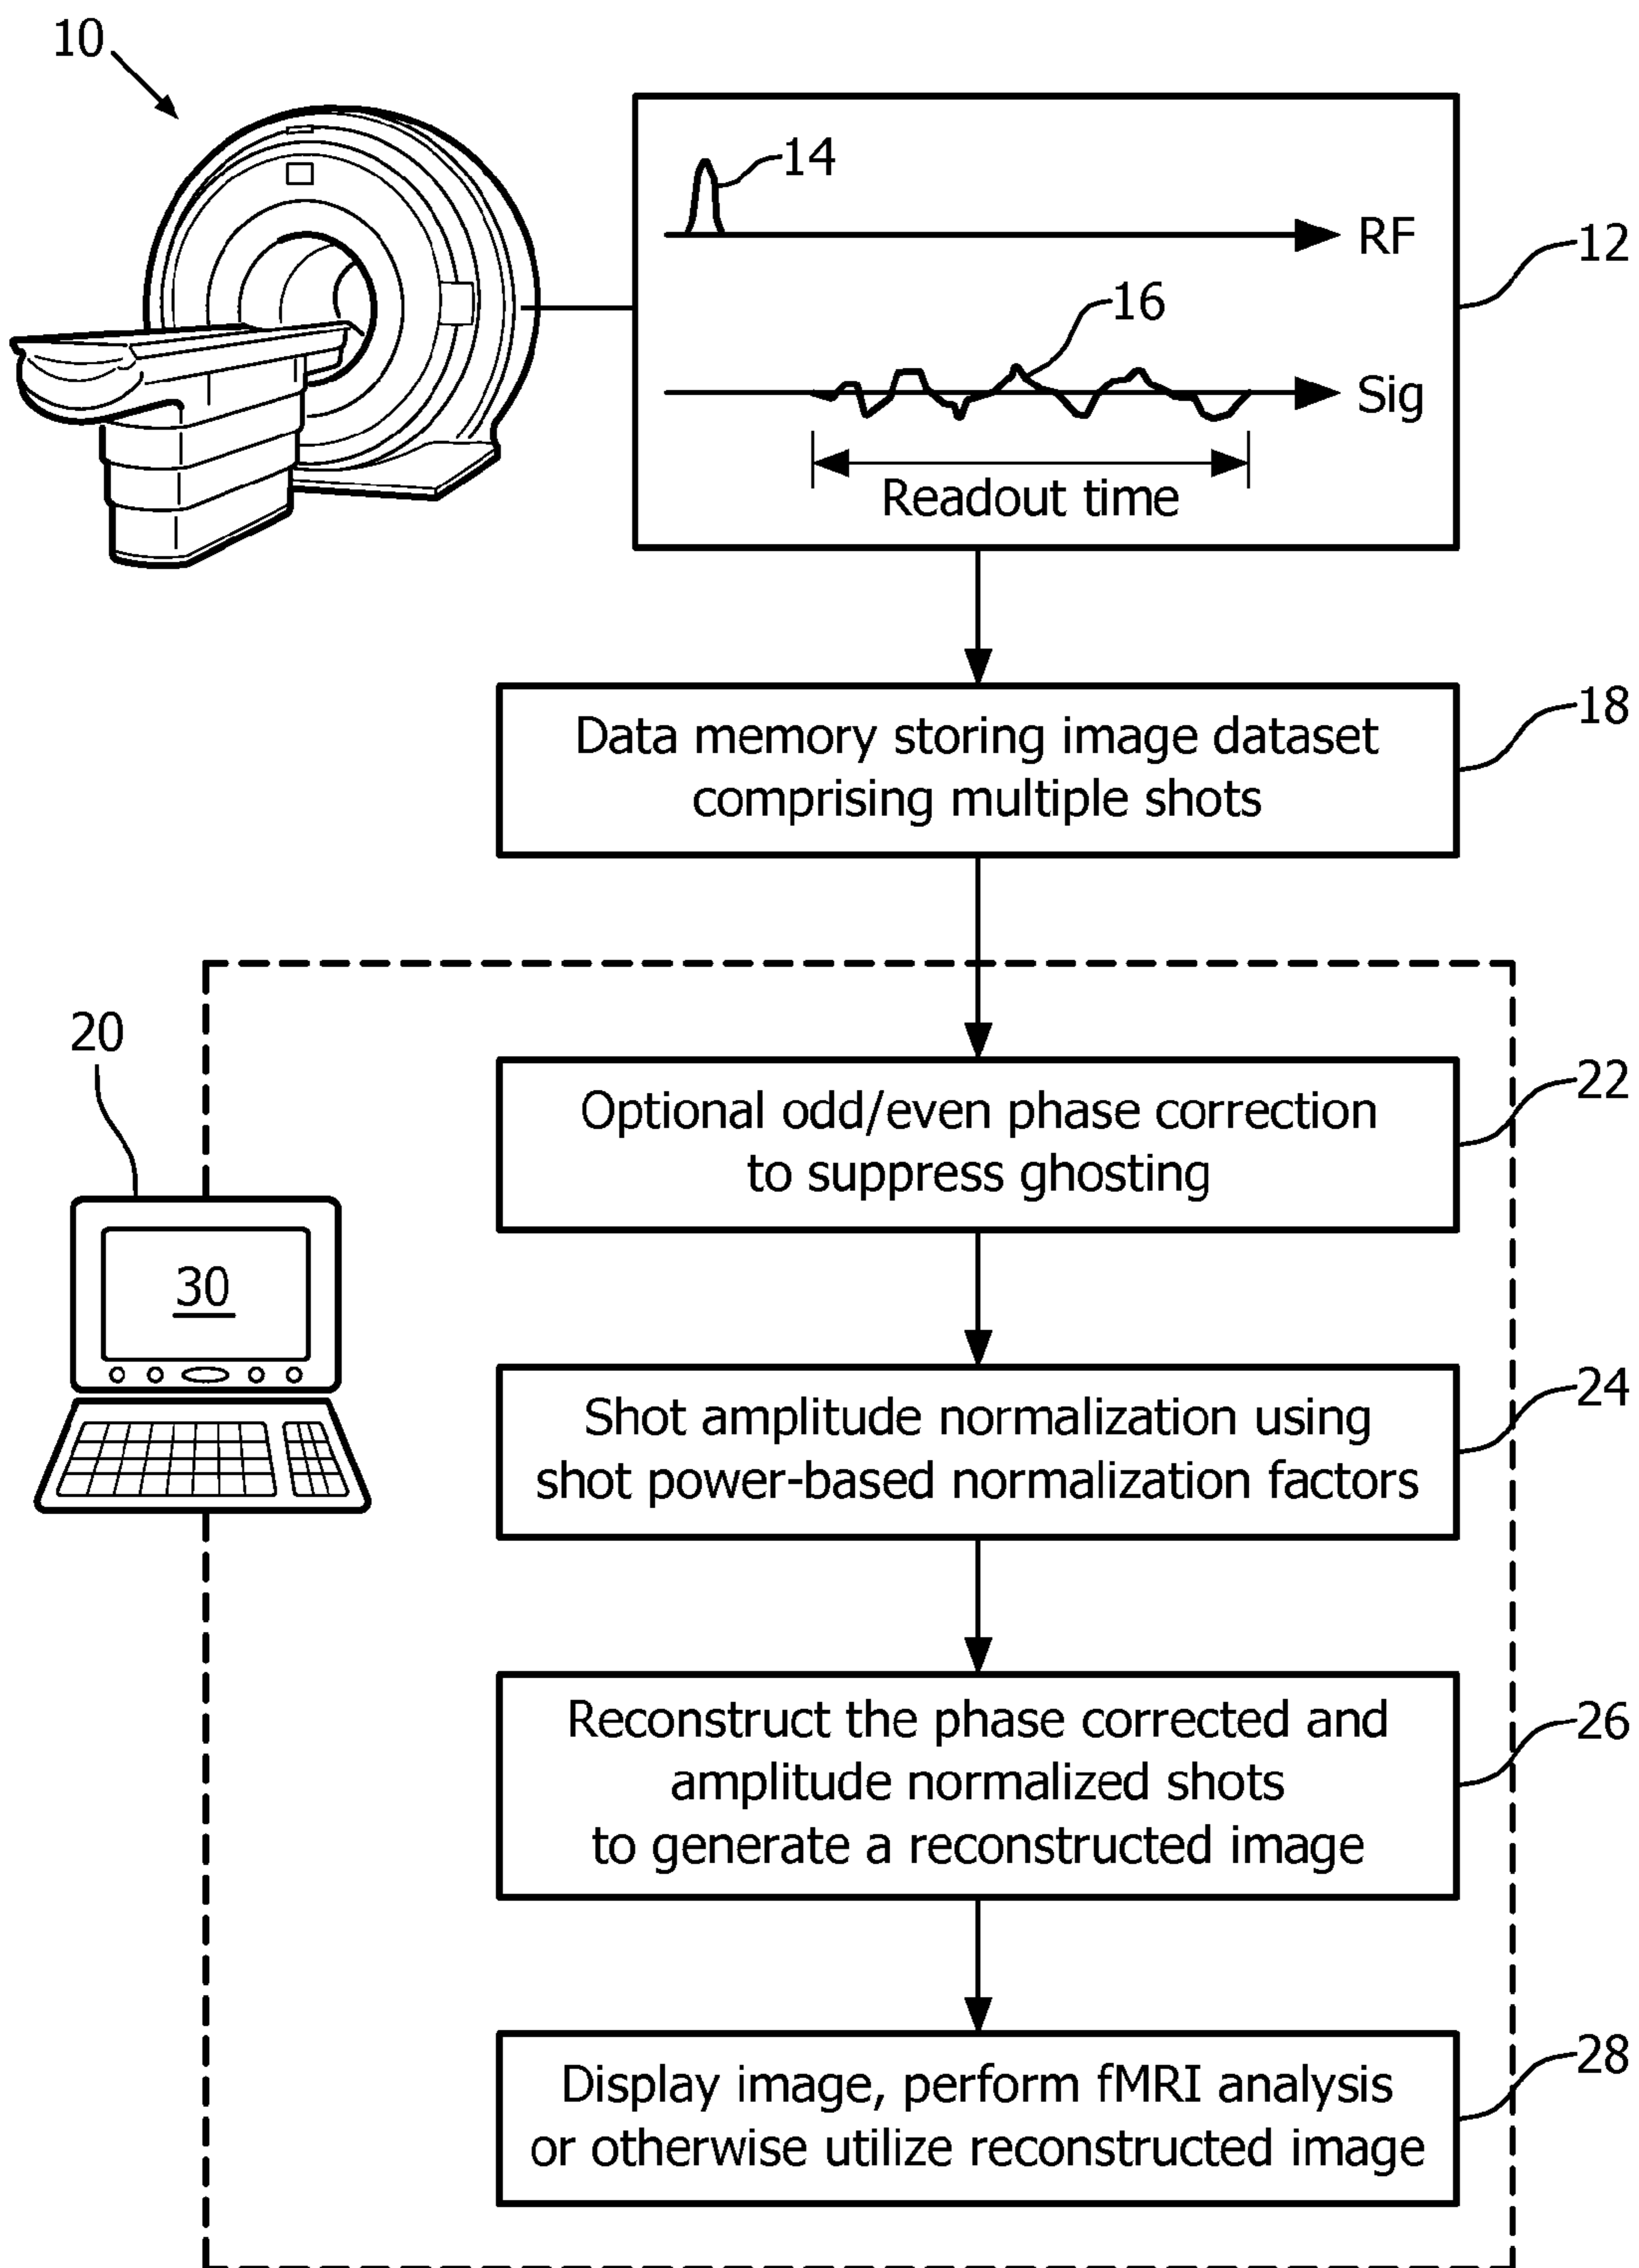 10
14
RF
12
16
Sig
Readout time
18
Data memory storing image dataset
comprising multiple shots
20
22
Optional odd/even phase correction
to suppress ghosting
30
24
Shot amplitude normalization using
shot power-based normalization factors
26
Reconstruct the phase corrected and
amplitude normalized shots
to generate a reconstructed image
28
Display image, perform fMRI analysis
or otherwise utilize reconstructed image